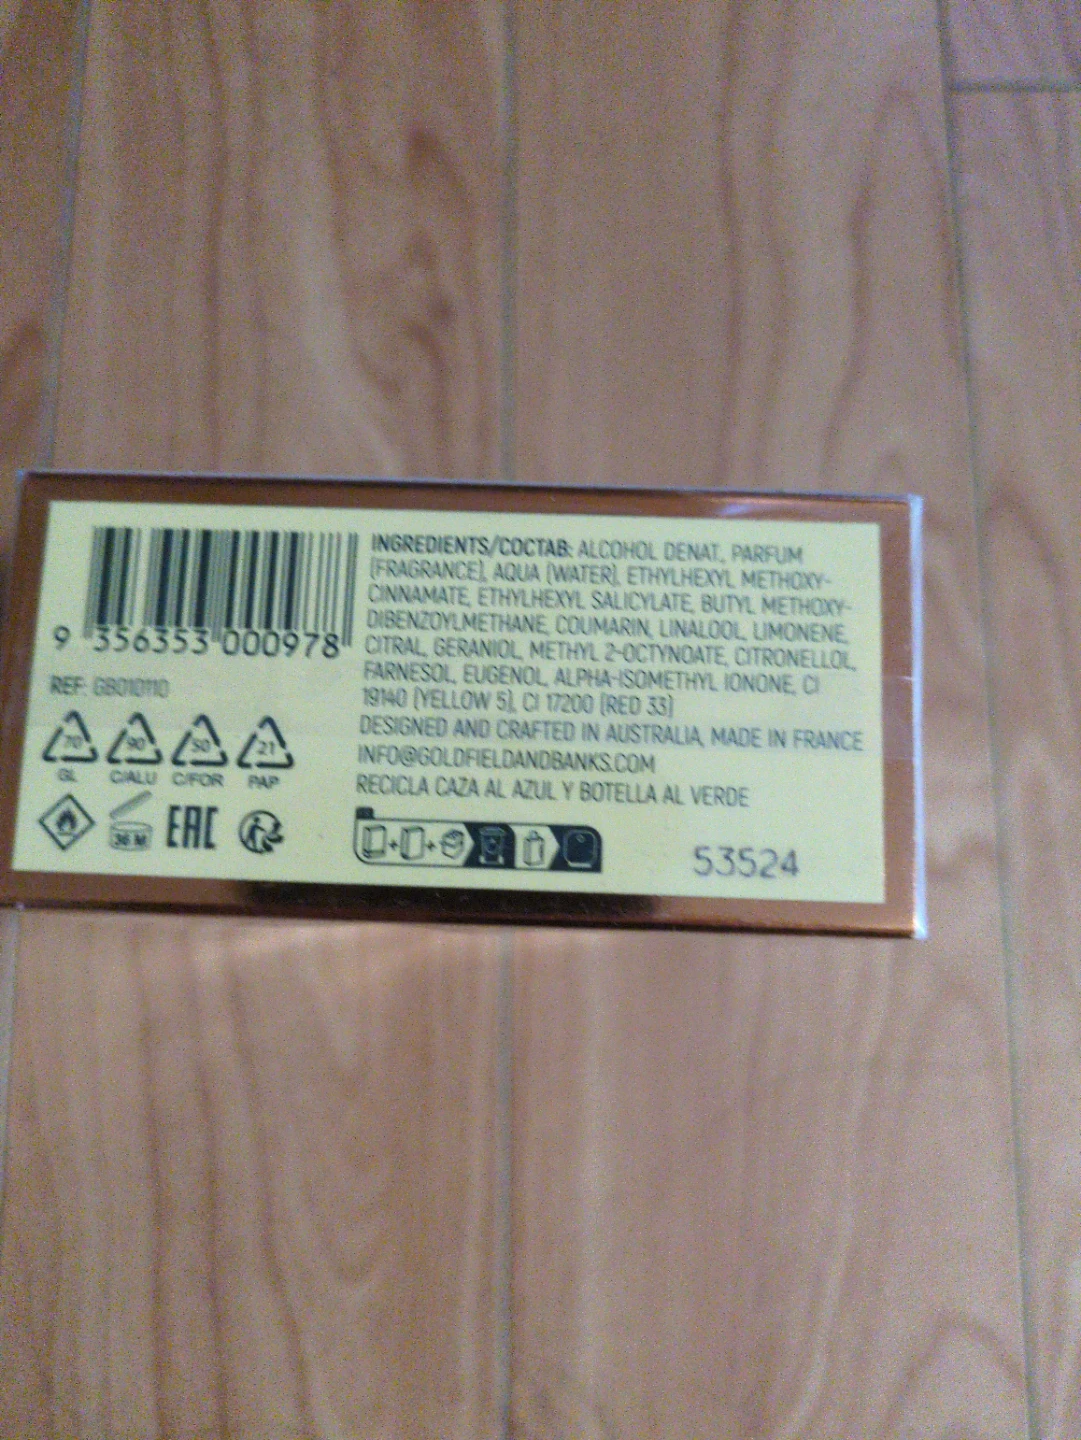 INGREDIENTS/СОСТАВ: ALCOHOL DENAT., PARFUM
(FRAGRANCE), AQUA (WATER), ETHYLHEXYL METHOXY-
CINNAMATE, ETHYLHEXYL SALICYLATE, BUTYL METHOXY-
DIBENZOYLMETHANE, COUMARIN, LINALOOL, LIMONENE,
CITRAL, GERANIOL, METHYL 2-OCTYNOATE, CITRONELLOL,
FARNESOL, EUGENOL, ALPHA-ISOMETHYL IONONE, CI
19140 (YELLOW 5), CI 17200 (RED 33)
DESIGNED AND CRAFTED IN AUSTRALIA, MADE IN FRANCE
INFO@GOLDFIELDANDBANKS.COM
RECICLA CAZA AL AZUL Y BOTELLA AL VERDE
9 356353 000978
REF: GB010110
70 90 50 21
GL C/ALU C/FOR PAP
36 M EAC
53524